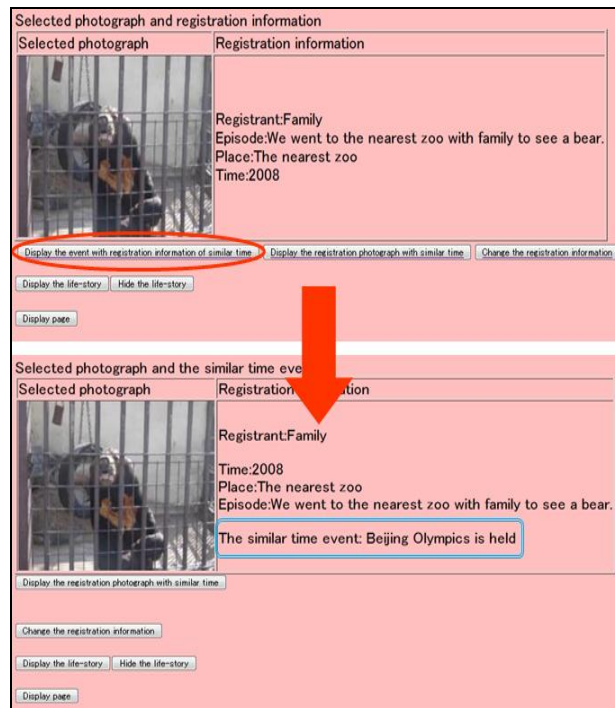 Selected photograph and registration information
Selected photograph
Registration information
Registrant:Family
Episode:We went to the nearest zoo with family to see a bear.
Place:The nearest zoo
Time:2008
Display the event with registration information of similar time
Display the registration photograph with similar time
Change the registration information
Display the life-story
Hide the life-story
Display page
Selected photograph and the similar time eve
Selected photograph
Registration
tion
Registrant:Family
Time:2008
Place:The nearest zoo
Episode:We went to the nearest zoo with family to see a bear.
The similar time event: Beijing Olympics is held
Display the registration photograph with similar time
Change the registration information
Display the life-story
Hide the life-story
Display page